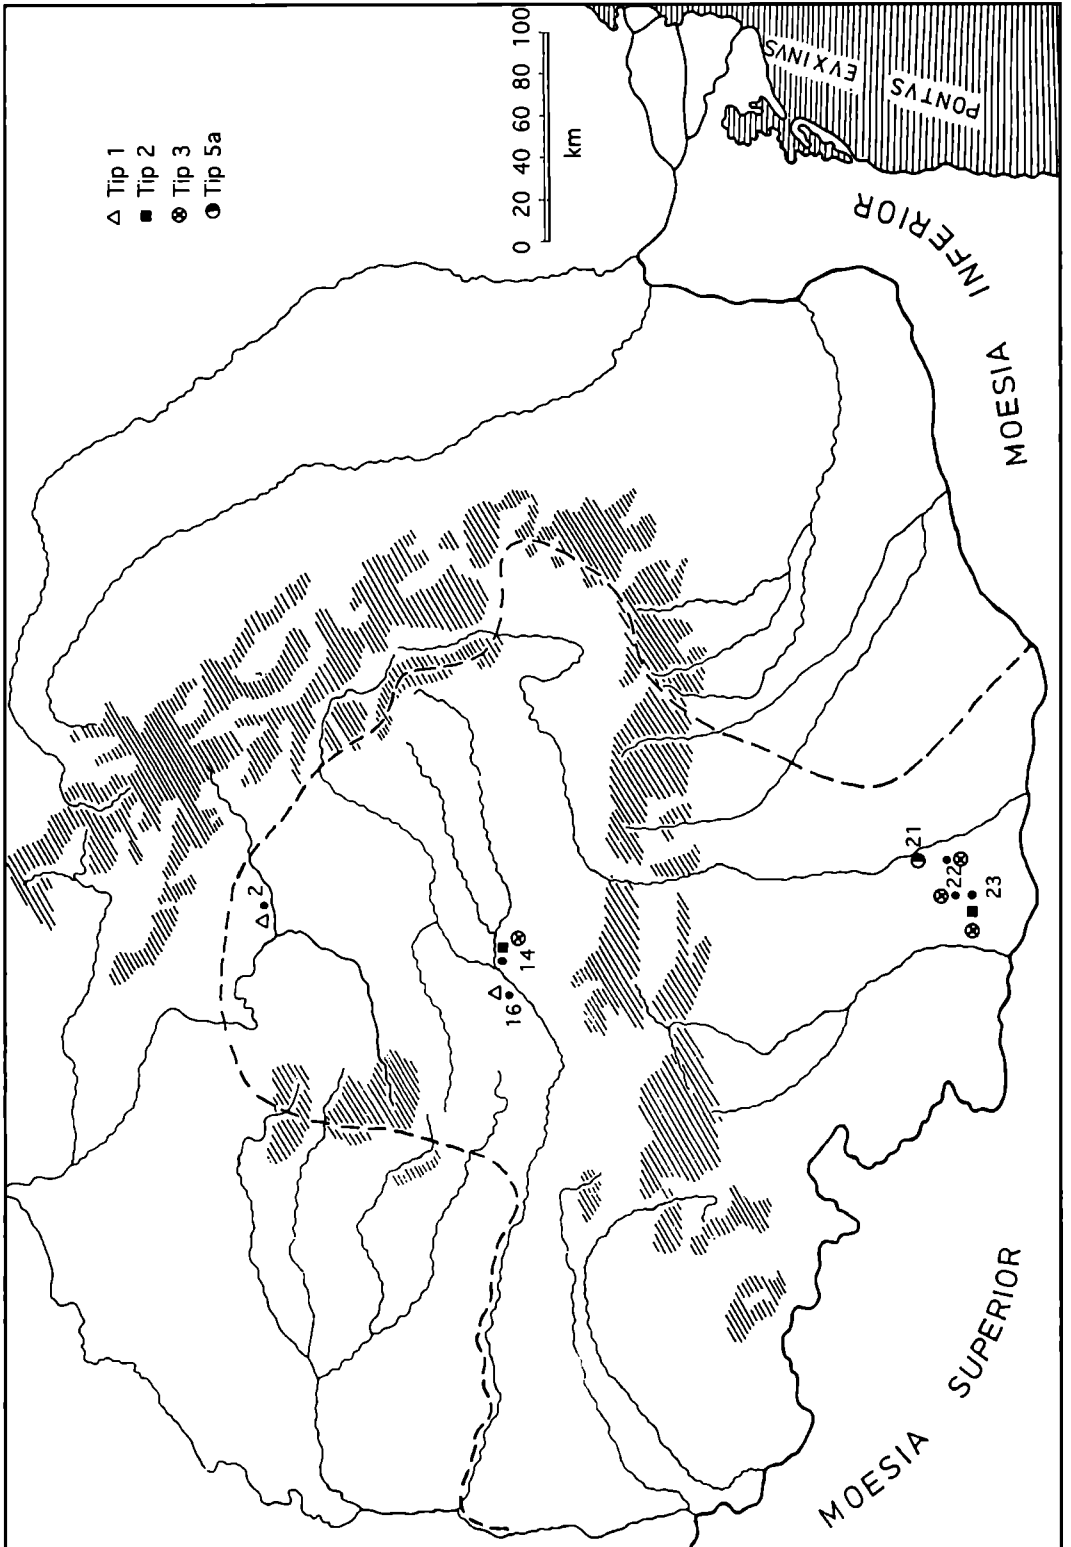 △ Tip 1
■ Tip 2
⊗ Tip 3
◑ Tip 5a
0 20 40 60 80 100
km
PONTVS
EVXINVS
MOESIA INFERIOR
MOESIA SUPERIOR
2
14
16
21
22
23